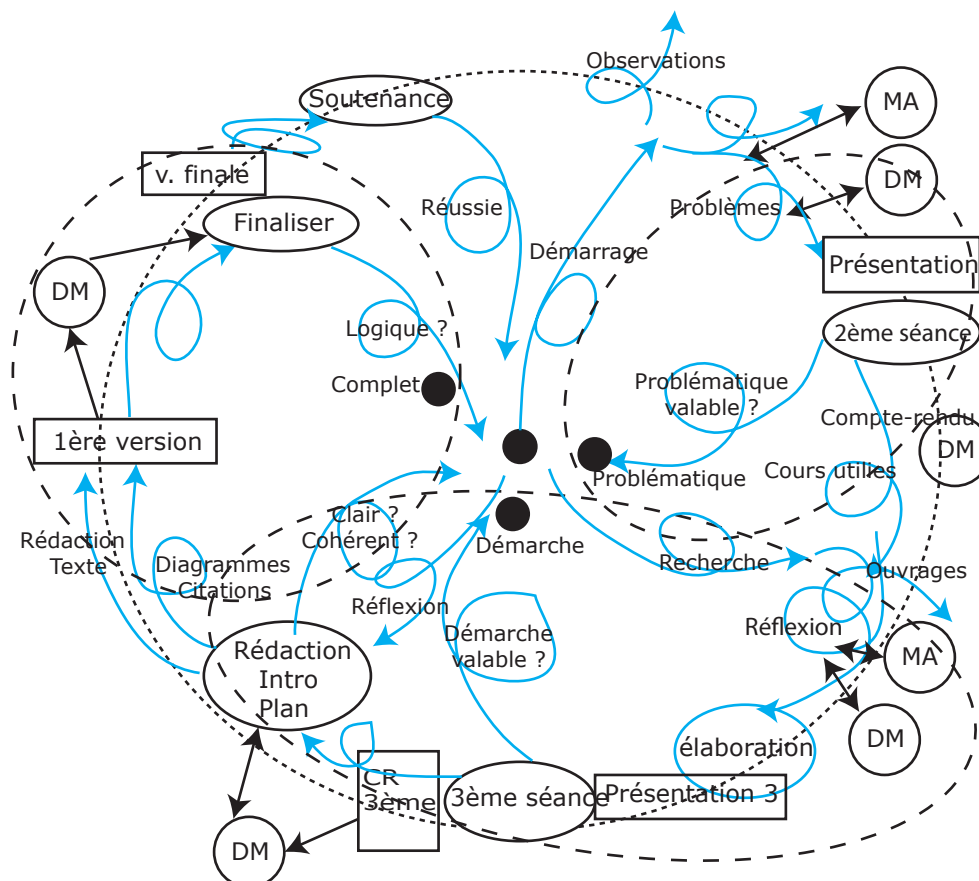 Observations
Soutenance
MA
v. finale
DM
Réussie
Problèmes
Finaliser
Démarrage
Présentation
DM
Logique ?
2ème séance
Complet
Problématique
valable ?
Compte-rendu
1ère version
DM
Cours utiles
Problématique
Clair ?
Cohérent ?
Démarche
Rédaction
Texte
Diagrammes
Citations
Recherche
Ouvrages
Réflexion
Réflexion
Démarche
valable ?
Rédaction
Intro
Plan
MA
DM
élaboration
CR
3ème
3ème séance
Présentation 3
DM